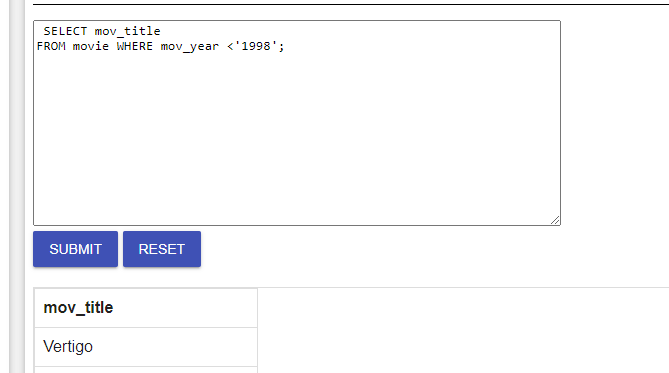 SELECT mov_title
FROM movie WHERE mov_year <'1998';
SUBMIT RESET
mov_title
Vertigo